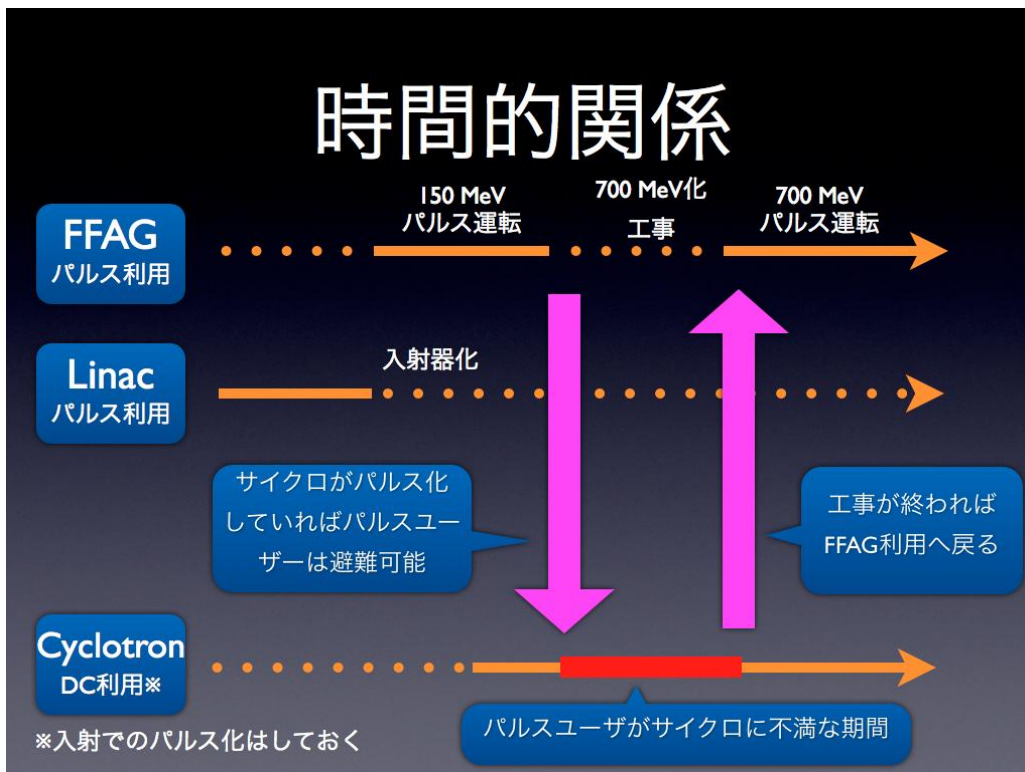 時間的関係
150 MeV
パルス運転
700 MeV化
工事
700 MeV
パルス運転
FFAG
パルス利用
入射器化
Linac
パルス利用
サイクロがパルス化
していればパルスユー
ザーは避難可能
工事が終われば
FFAG利用へ戻る
Cyclotron
DC利用※
※入射でのパルス化はしておく
パルスユーザがサイクロに不満な期間